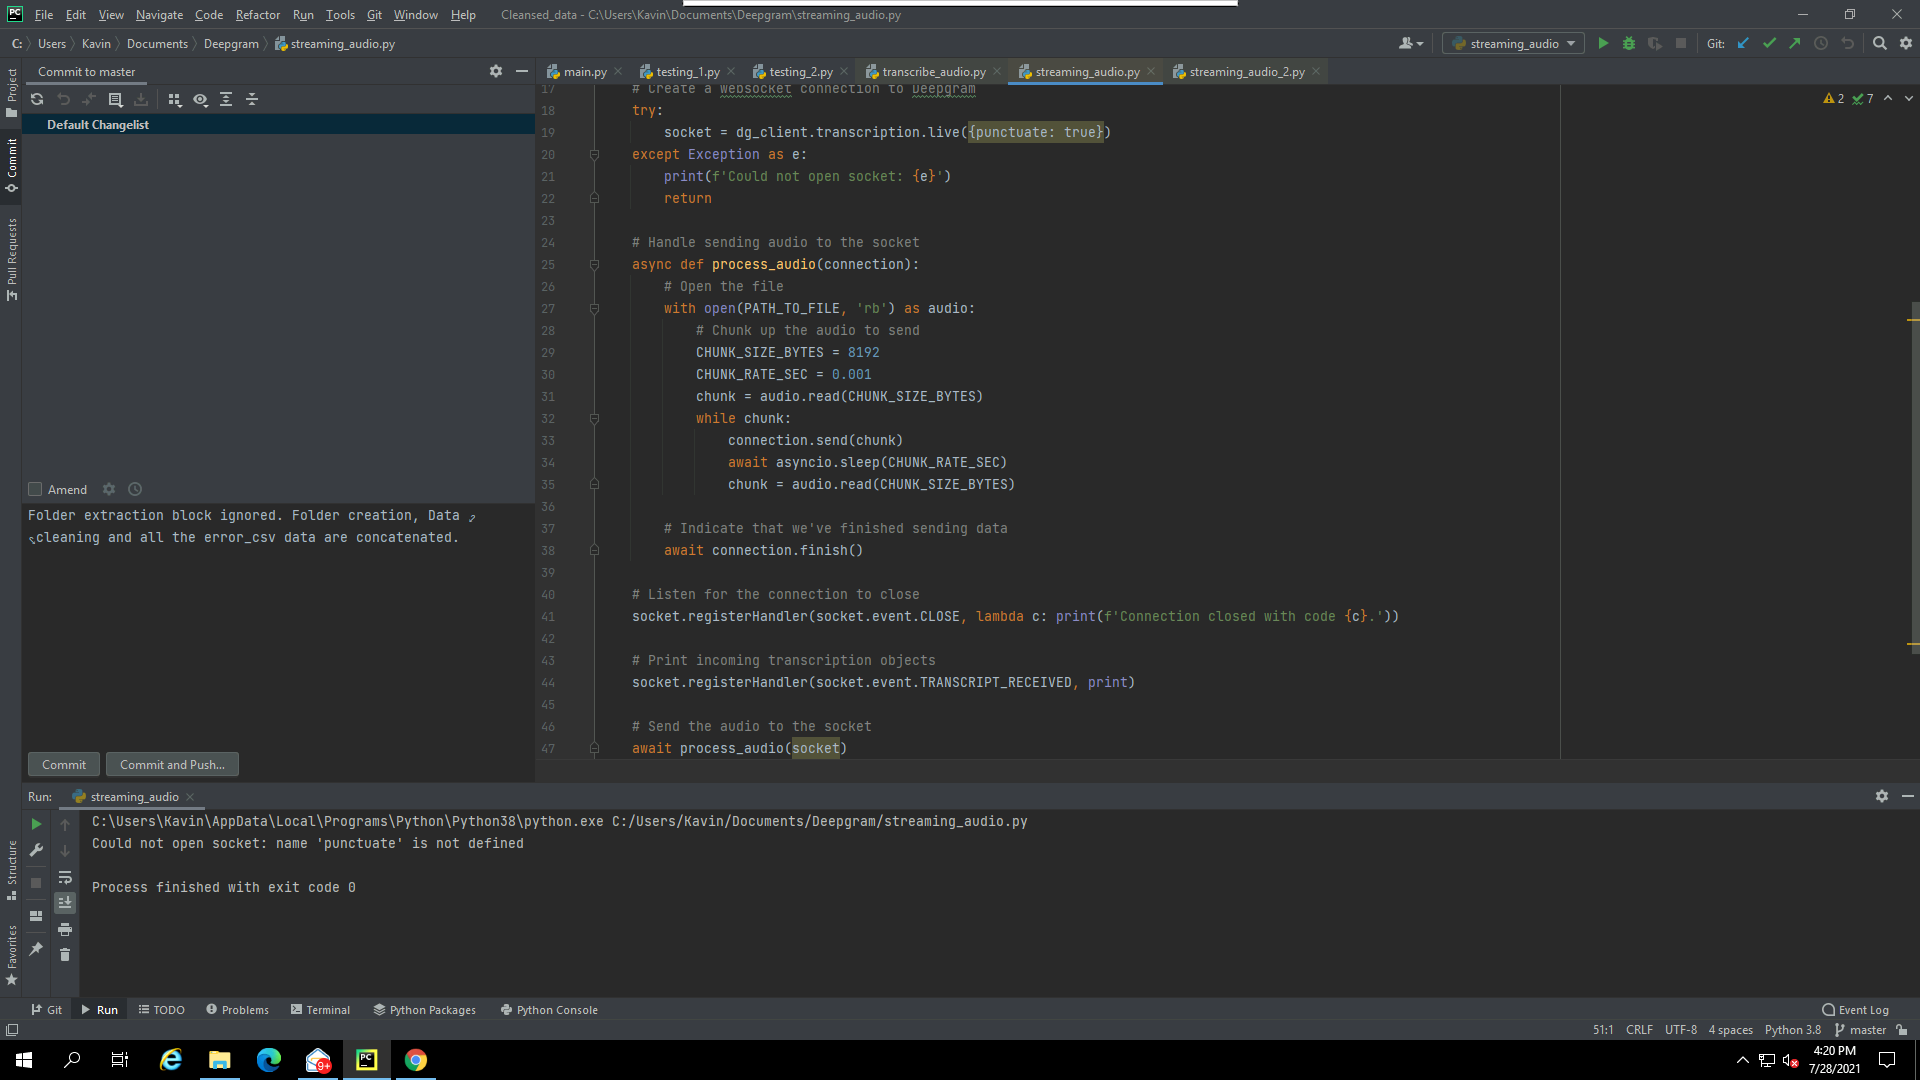 PC File Edit View Navigate Code Refactor Run Tools Git Window Help Cleansed_data - C:\Users\Kavin\Documents\Deepgram\streaming_audio.py
C: Users Kavin Documents Deepgram streaming_audio.py streaming_audio Git:
Commit to master
main.py testing_1.py testing_2.py transcribe_audio.py streaming_audio.py streaming_audio_2.py
Project
Commit
Pull Requests
Default Changelist
2 7
17 # Create a websocket connection to Deepgram
18 try:
19 socket = dg_client.transcription.live({punctuate: true})
20 except Exception as e:
21 print(f'Could not open socket: {e}')
22 return
23
24 # Handle sending audio to the socket
25 async def process_audio(connection):
26 # Open the file
27 with open(PATH_TO_FILE, 'rb') as audio:
28 # Chunk up the audio to send
29 CHUNK_SIZE_BYTES = 8192
30 CHUNK_RATE_SEC = 0.001
31 chunk = audio.read(CHUNK_SIZE_BYTES)
32 while chunk:
33 connection.send(chunk)
34 await asyncio.sleep(CHUNK_RATE_SEC)
35 chunk = audio.read(CHUNK_SIZE_BYTES)
36
37 # Indicate that we've finished sending data
38 await connection.finish()
39
40 # Listen for the connection to close
41 socket.registerHandler(socket.event.CLOSE, lambda c: print(f'Connection closed with code {c}.'))
42
43 # Print incoming transcription objects
44 socket.registerHandler(socket.event.TRANSCRIPT_RECEIVED, print)
45
46 # Send the audio to the socket
47 await process_audio(socket)
Amend
Folder extraction block ignored. Folder creation, Data
cleaning and all the error_csv data are concatenated.
Commit Commit and Push...
Run: streaming_audio
C:\Users\Kavin\AppData\Local\Programs\Python\Python38\python.exe C:/Users/Kavin/Documents/Deepgram/streaming_audio.py
Could not open socket: name 'punctuate' is not defined
Process finished with exit code 0
Structure
Favorites
Git Run TODO Problems Terminal Python Packages Python Console Event Log
51:1 CRLF UTF-8 4 spaces Python 3.8 master
9+ PC
4:20 PM
7/28/2021